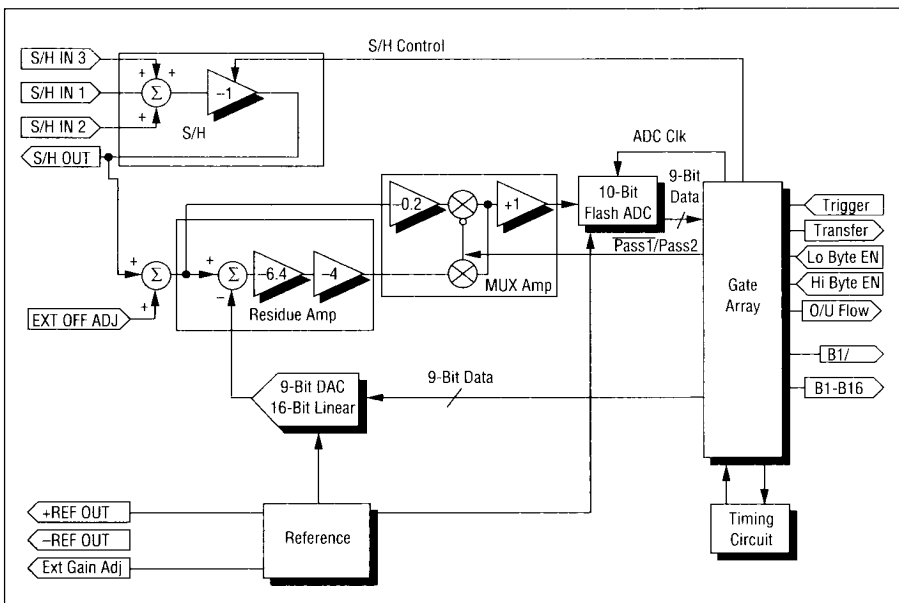 S/H Control
S/H IN 3
S/H IN 1
S/H IN 2
S/H OUT
+
+
+
Σ
−1
S/H
ADC Clk
9-Bit
Data
10-Bit
Flash ADC
−0.2
+1
Pass1/Pass2
MUX Amp
Trigger
Transfer
Lo Byte EN
Hi Byte EN
O/U Flow
B1/
B1-B16
Gate
Array
+
Σ
+
+
Σ
−
−6.4
−4
Residue Amp
EXT OFF ADJ
9-Bit DAC
16-Bit Linear
9-Bit Data
+REF OUT
−REF OUT
Ext Gain Adj
Reference
Timing
Circuit